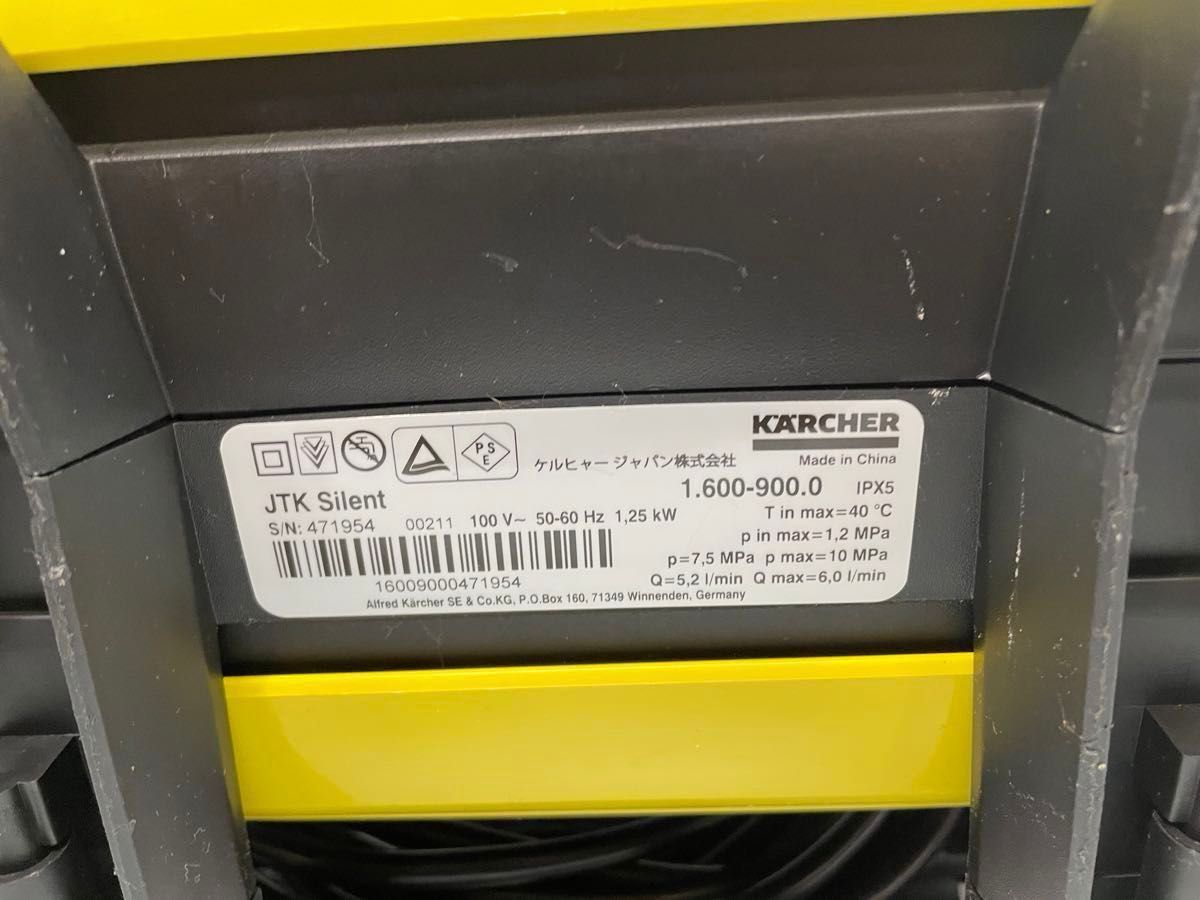 PSE
ケルヒャー ジャパン株式会社
KÄRCHER
Made in China
JTK Silent
1.600-900.0 IPX5
S/N: 471954 00211 100 V~ 50-60 Hz 1,25 kW
T in max=40 °C
p in max=1,2 MPa
p=7,5 MPa p max=10 MPa
Q=5,2 l/min Q max=6,0 l/min
16009000471954
Alfred Kärcher SE & Co.KG, P.O.Box 160, 71349 Winnenden, Germany